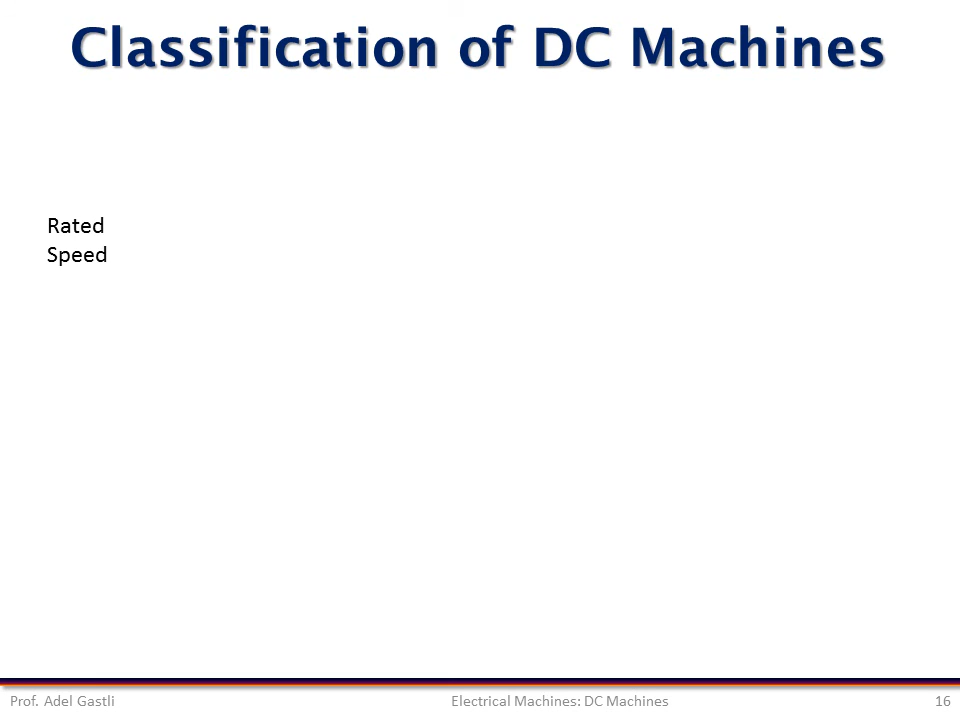 Classification of DC Machines
Rated
Speed
Prof. Adel Gastli
Electrical Machines: DC Machines
16